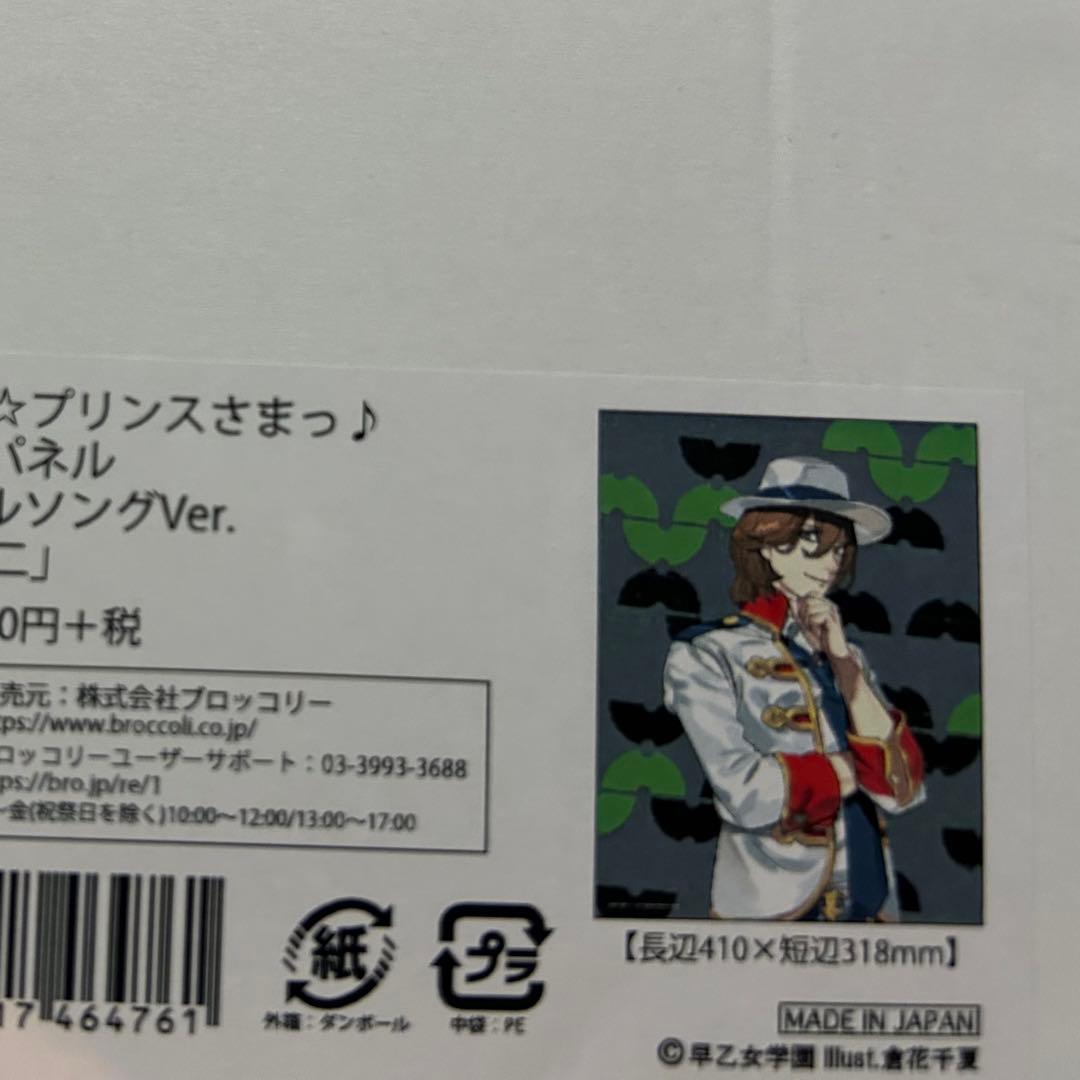 ☆プリンスさまっ♪
パネル
ルソングVer.
二」
0円＋税
売元：株式会社ブロッコリー
tps://www.broccoli.co.jp/
ロッコリーユーザーサポート：03-3993-3688
ps://bro.jp/re/1
～金(祝祭日を除く)10:00～12:00/13:00～17:00
17 464761
紙
外箱：ダンボール
プラ
中袋：PE
【長辺410×短辺318mm】
MADE IN JAPAN
©早乙女学園 Illust.倉花千夏